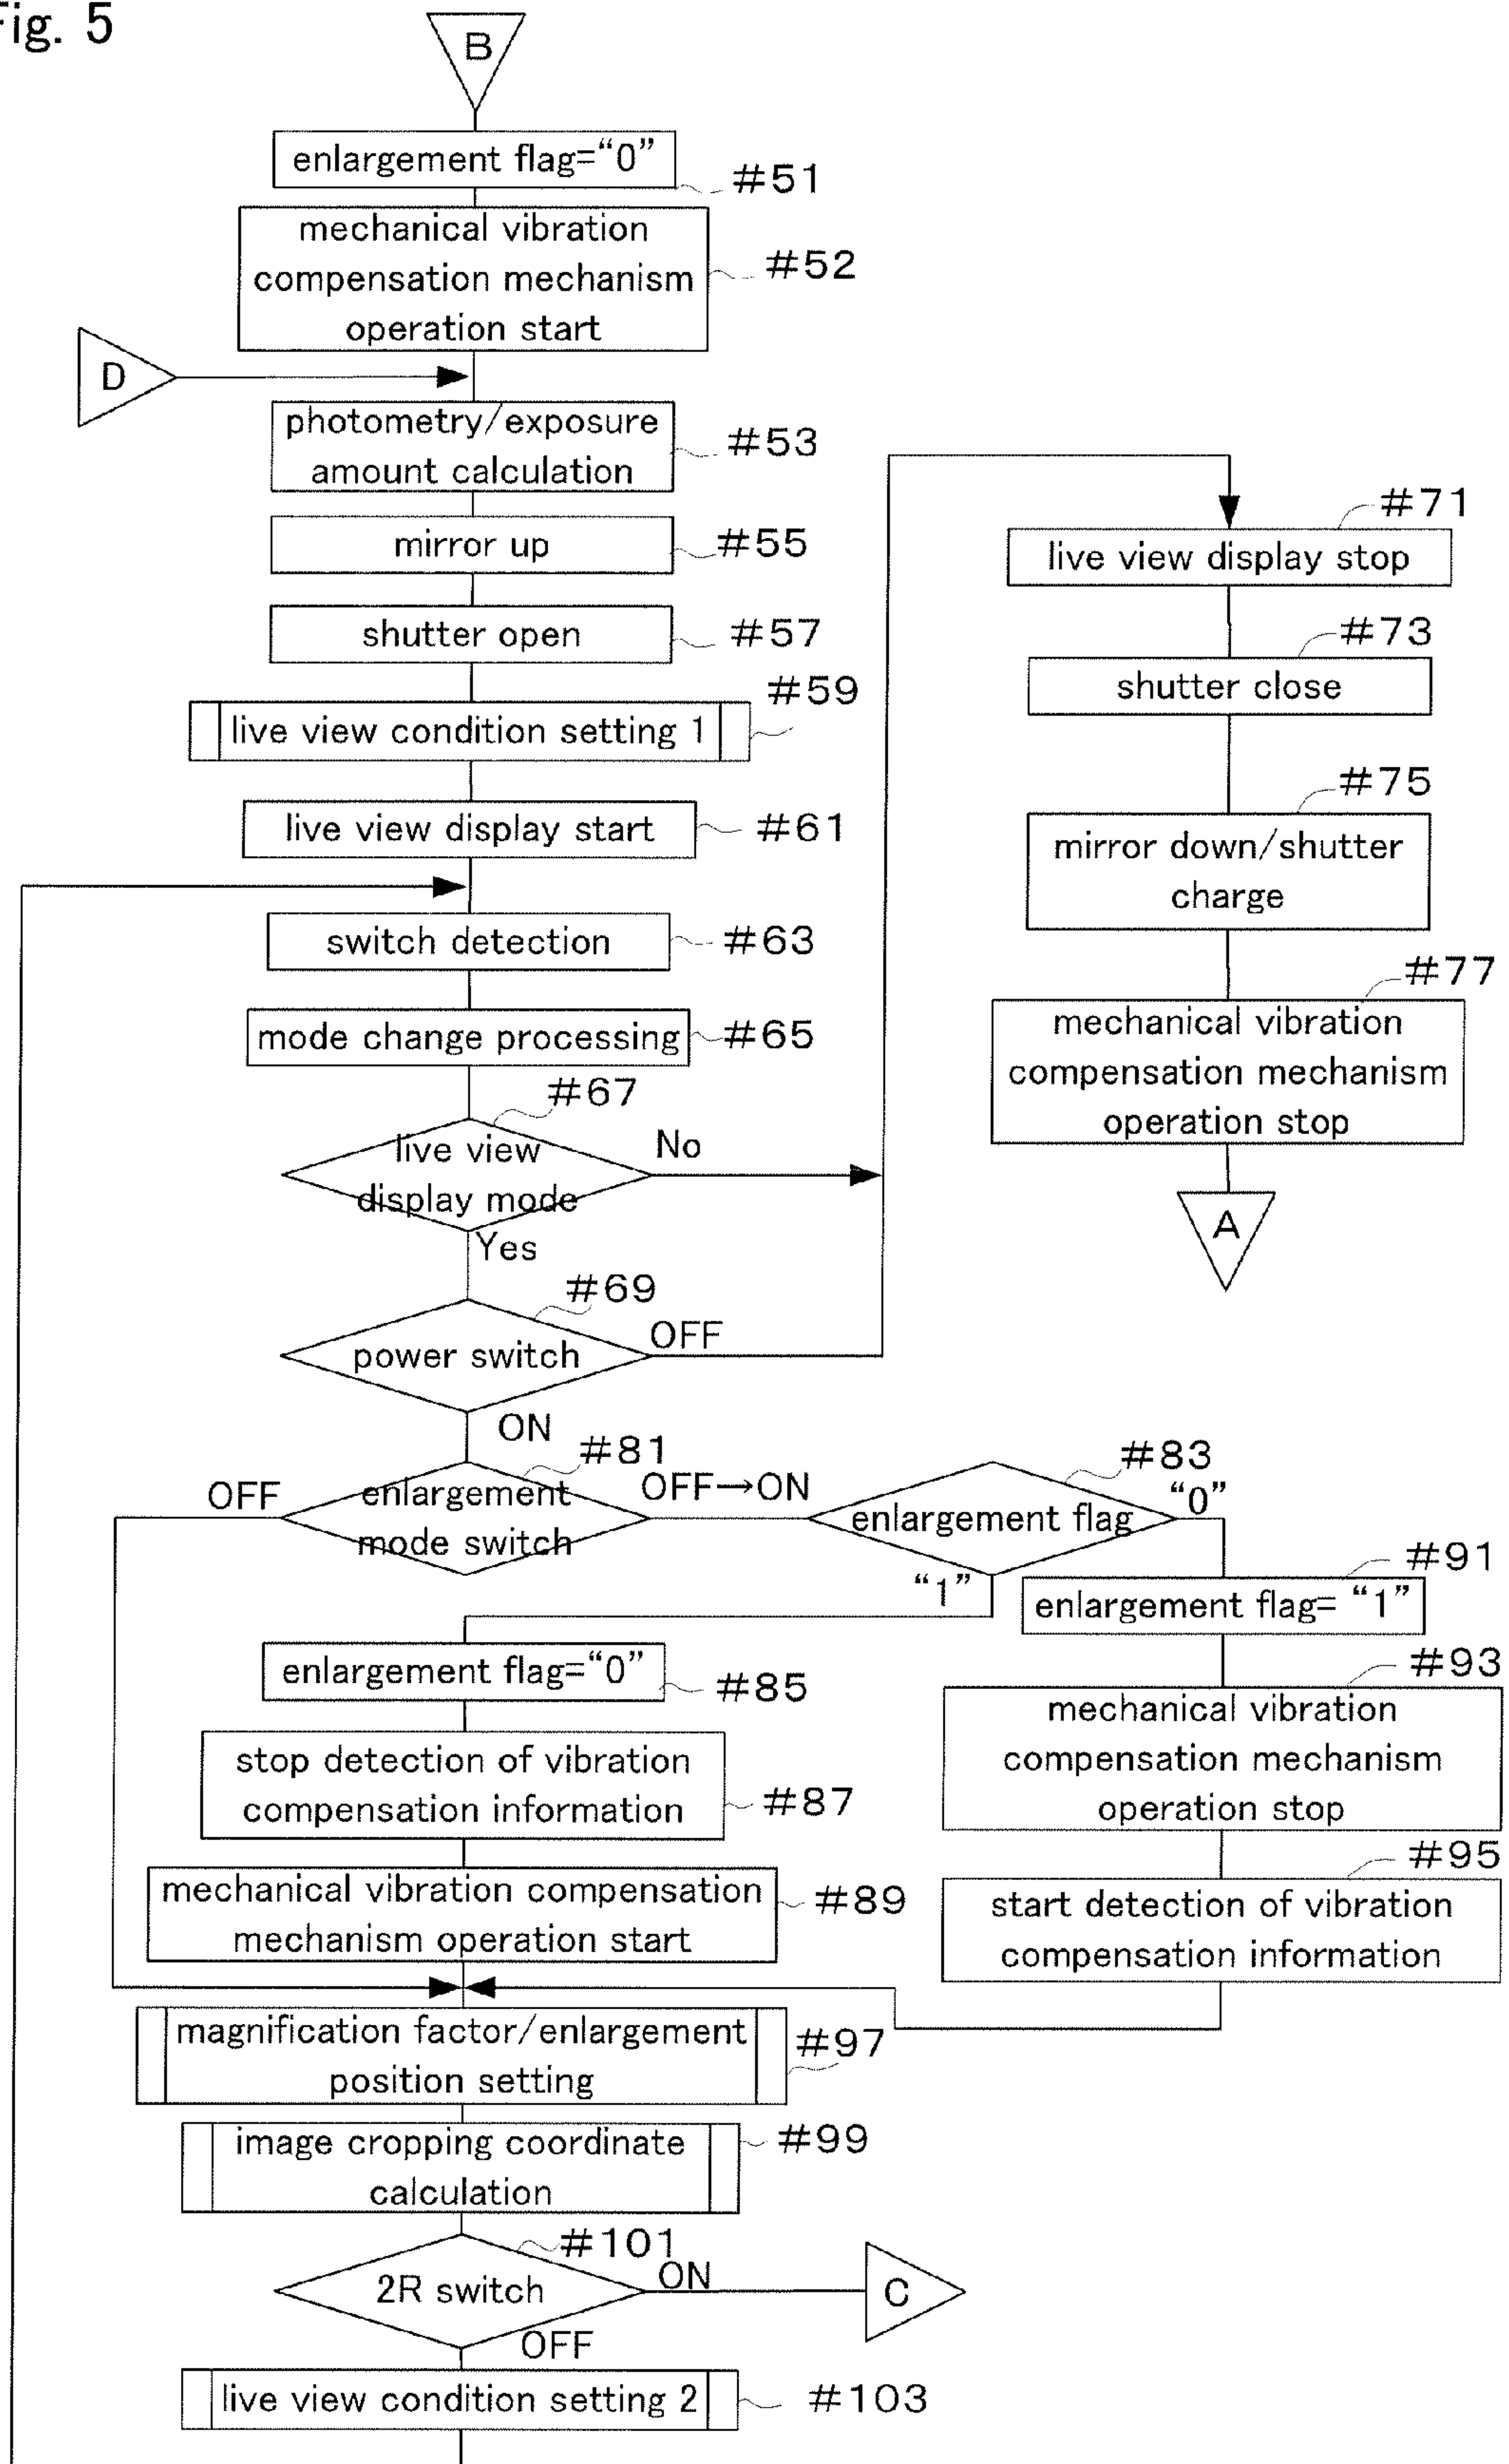 Fig. 5
B
enlargement flag=“0”
#51
mechanical vibration
compensation mechanism
operation start
#52
D
photometry/exposure
amount calculation
#53
mirror up
#55
shutter open
#57
live view condition setting 1
#59
live view display start
#61
switch detection
#63
mode change processing
#65
#67
live view
display mode
No
Yes
#69
power switch
OFF
ON
#71
live view display stop
#73
shutter close
#75
mirror down/shutter
charge
#77
mechanical vibration
compensation mechanism
operation stop
A
#81
OFF
enlargement
mode switch
OFF→ON
#83
enlargement flag
“0”
“1”
enlargement flag=“0”
#85
stop detection of vibration
compensation information
#87
mechanical vibration compensation
mechanism operation start
#89
#91
enlargement flag= “1”
#93
mechanical vibration
compensation mechanism
operation stop
#95
start detection of vibration
compensation information
magnification factor/enlargement
position setting
#97
image cropping coordinate
calculation
#99
#101
2R switch
ON
C
OFF
live view condition setting 2
#103